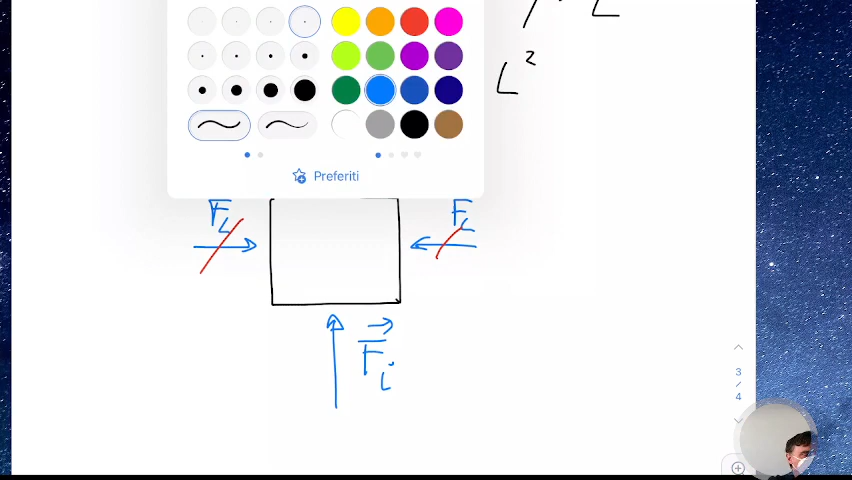 L
L²
Preferiti
F_L F_L
F⃗_i
3
/
4